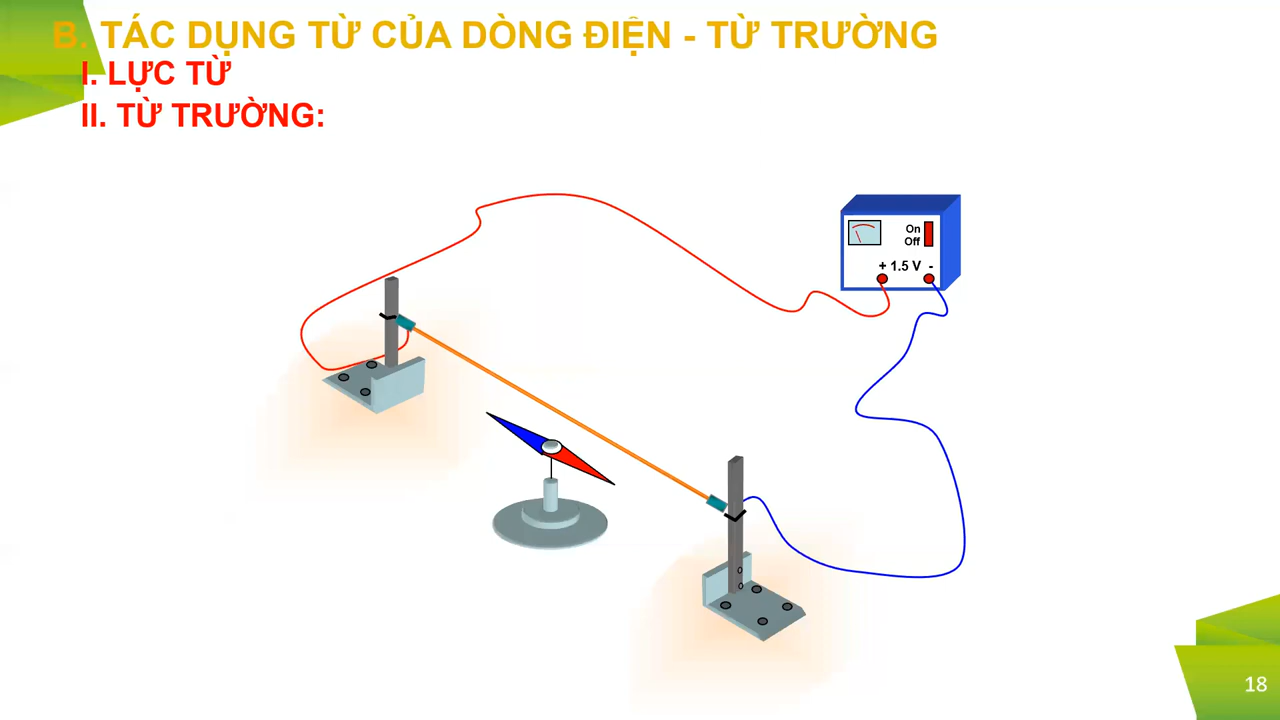 B. TÁC DỤNG TỪ CỦA DÒNG ĐIỆN - TỪ TRƯỜNG
I. LỰC TỪ
II. TỪ TRƯỜNG:
On
Off
+ 1.5 V -
18